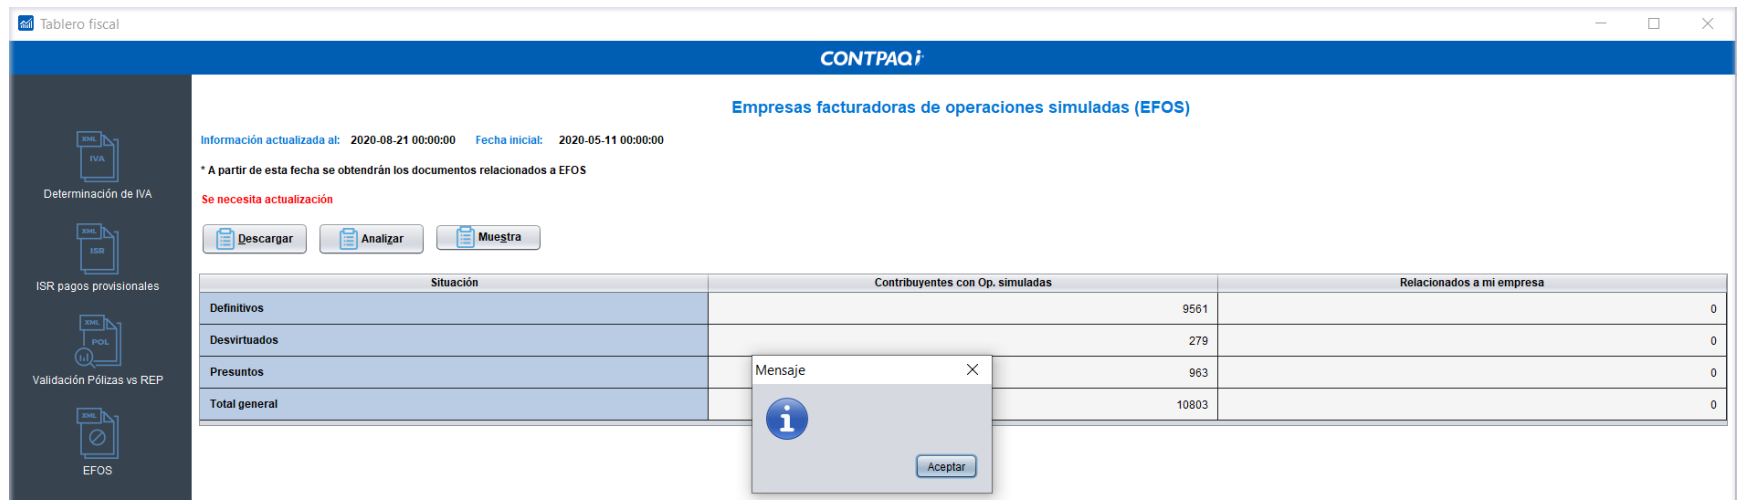 Tablero fiscal
CONTPAQi
Empresas facturadoras de operaciones simuladas (EFOS)
Información actualizada al: 2020-08-21 00:00:00 Fecha inicial: 2020-05-11 00:00:00
* A partir de esta fecha se obtendrán los documentos relacionados a EFOS
Se necesita actualización
Descargar Analizar Muestra
XML
IVA
Determinación de IVA
XML
ISR
ISR pagos provisionales
XML
POL
Validación Pólizas vs REP
XML
EFOS
Situación Contribuyentes con Op. simuladas Relacionados a mi empresa
Definitivos 9561 0
Desvirtuados 279 0
Presuntos 963 0
Total general 10803 0
Mensaje
i
Aceptar